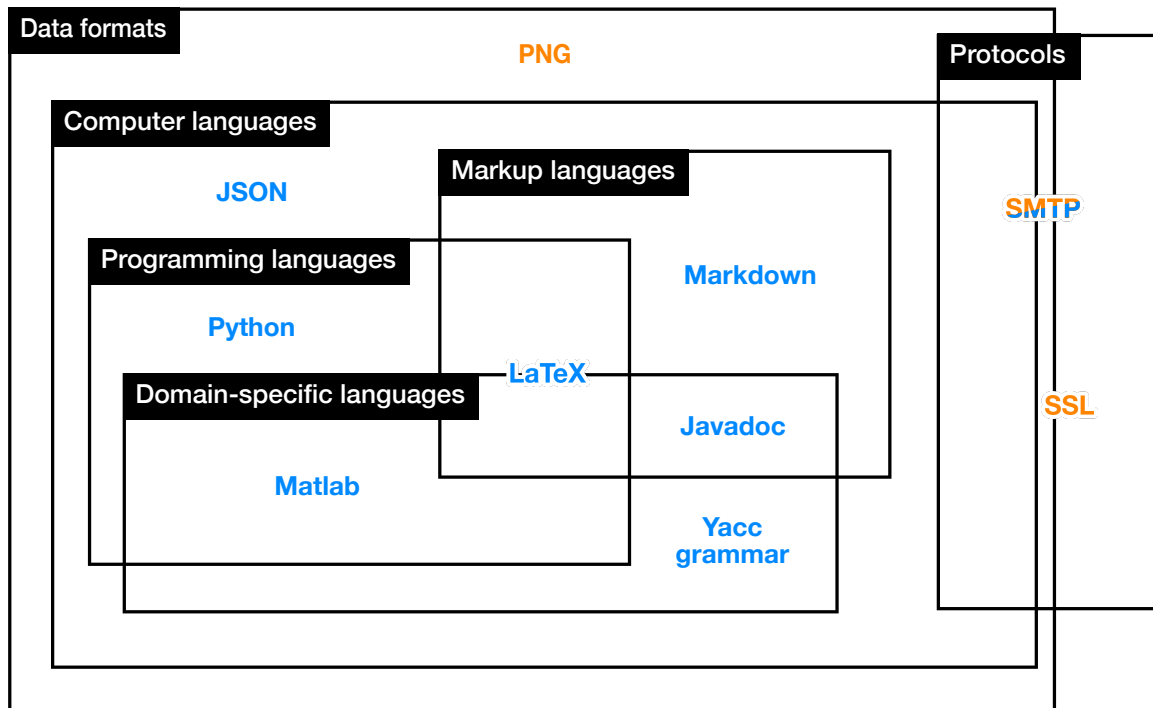 Data formats
PNG
Protocols
Computer languages
Markup languages
JSON
SMTP
Programming languages
Markdown
Python
LaTeX
Domain-specific languages
SSL
Javadoc
Matlab
Yacc
grammar